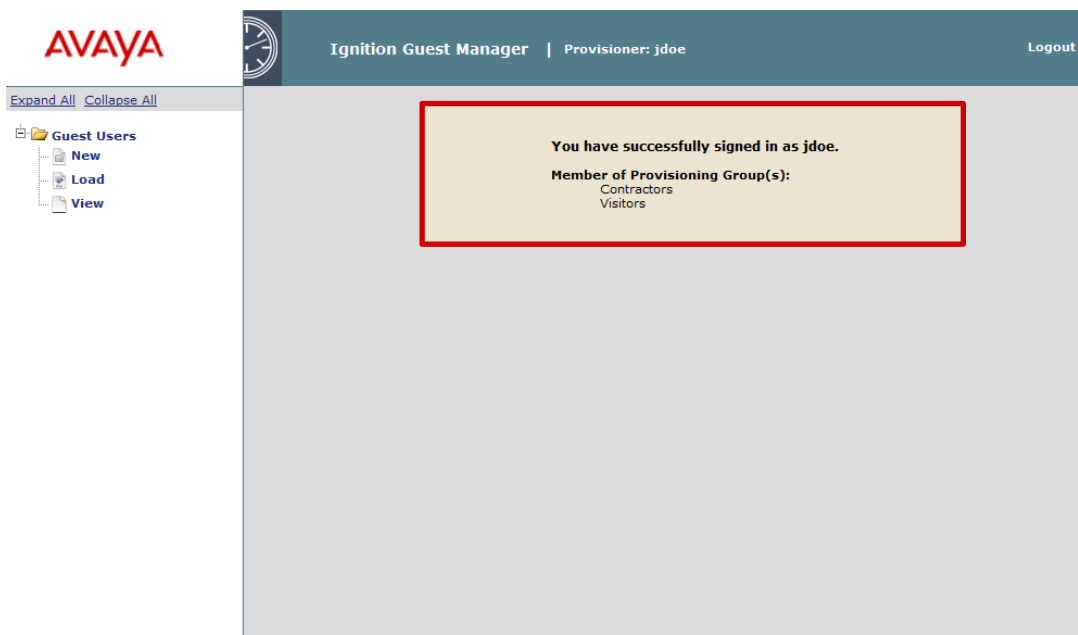 AVAYA
Ignition Guest Manager | Provisioner: jdoe
Logout
Expand All Collapse All
Guest Users
New
Load
View
You have successfully signed in as jdoe.
Member of Provisioning Group(s):
Contractors
Visitors